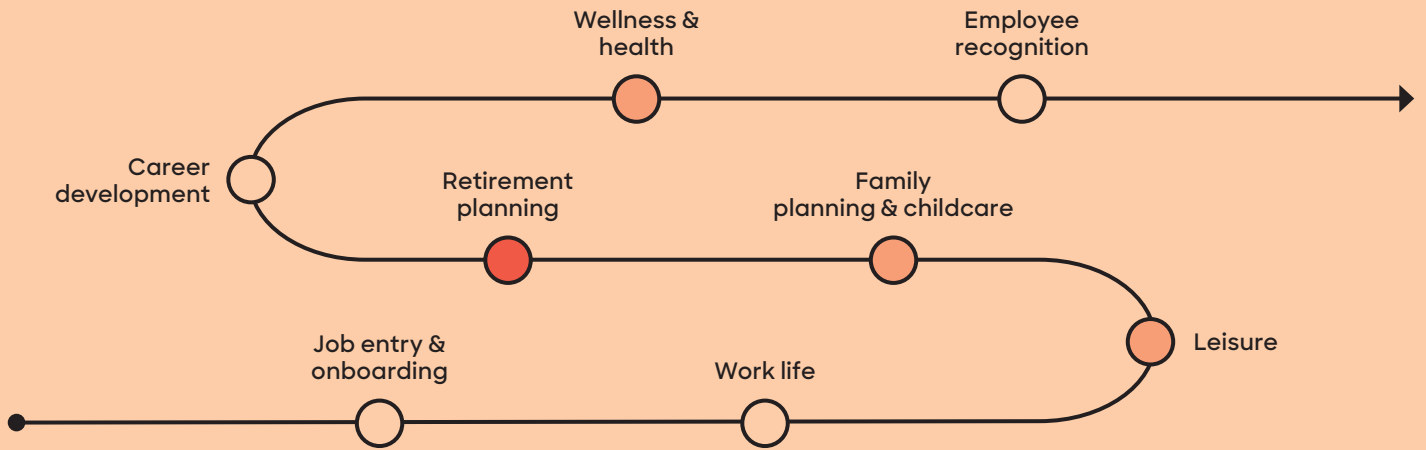 Wellness &
health
Employee
recognition
Career
development
Retirement
planning
Family
planning & childcare
Leisure
Job entry &
onboarding
Work life